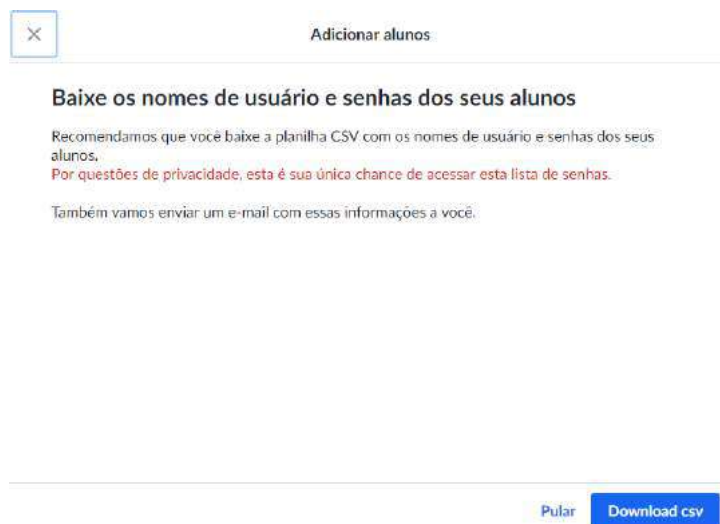 Adicionar alunos
Baixe os nomes de usuário e senhas dos seus alunos
Recomendamos que você baixe a planilha CSV com os nomes de usuário e senhas dos seus
alunos.
Por questões de privacidade, esta é sua única chance de acessar esta lista de senhas.
Também vamos enviar um e-mail com essas informações a você.
Pular
Download csv